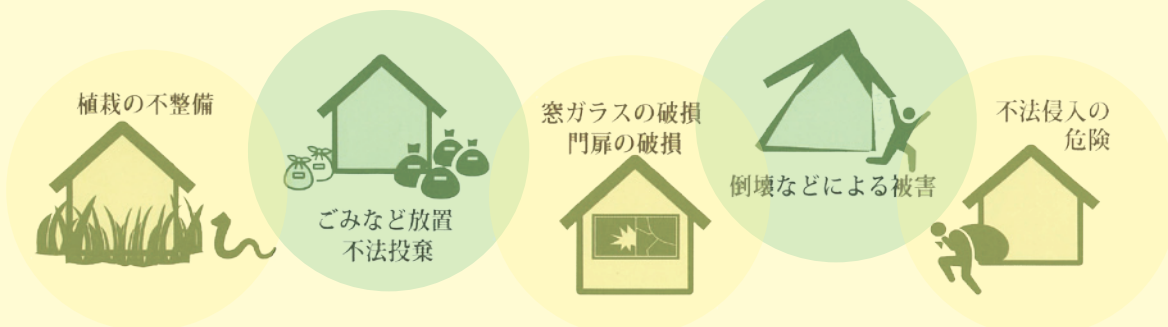 植栽の不整備
ごみなど放置
不法投棄
窓ガラスの破損
門扉の破損
倒壊などによる被害
不法侵入の
危険